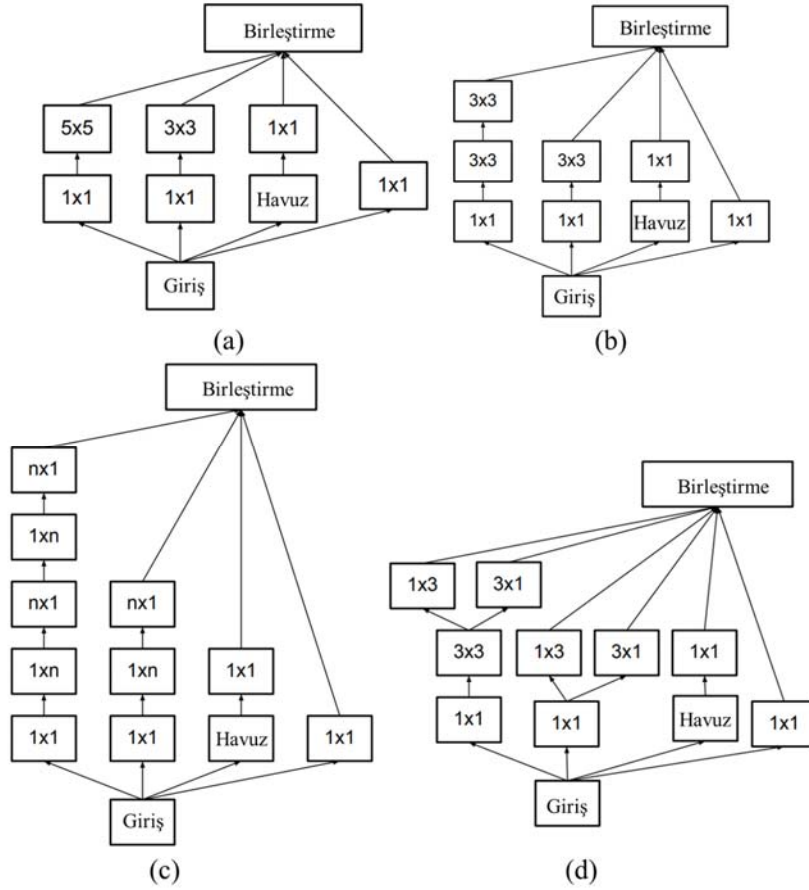 Birleştirme
5x5 3x3 1x1
1x1 1x1 Havuz 1x1
Giriş
(a)
Birleştirme
3x3
3x3 3x3 1x1
1x1 1x1 Havuz 1x1
Giriş
(b)
Birleştirme
nx1
1xn
nx1 nx1
1xn 1xn 1x1
1x1 1x1 Havuz 1x1
Giriş
(c)
Birleştirme
1x3 3x1
3x3 1x3 3x1 1x1
1x1 1x1 Havuz 1x1
Giriş
(d)